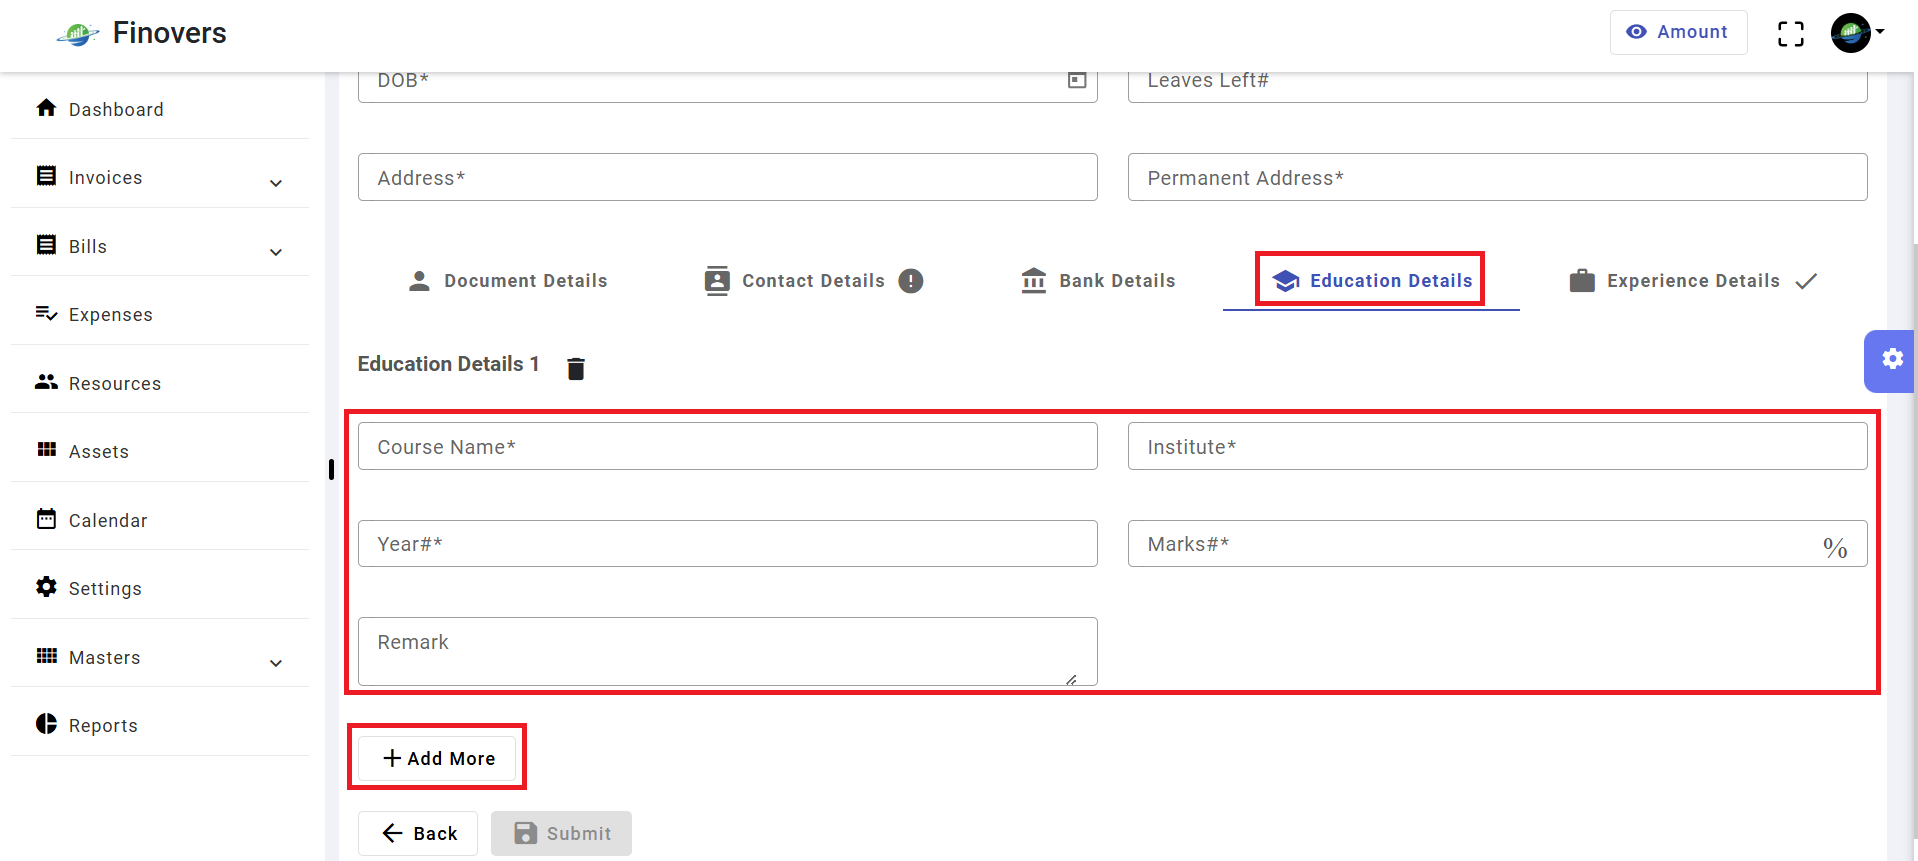 Finovers
Amount
Dashboard
Invoices
Bills
Expenses
Resources
Assets
Calendar
Settings
Masters
Reports
DOB*
Leaves Left#
Address*
Permanent Address*
Document Details
Contact Details
Bank Details
Education Details
Experience Details
Education Details 1
Course Name*
Institute*
Year#*
Marks#*
%
Remark
Add More
Back
Submit